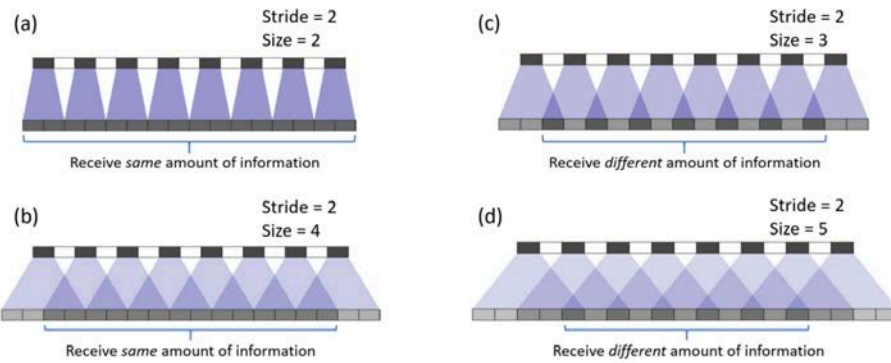 (a)
Stride = 2
Size = 2
Receive same amount of information
(b)
Stride = 2
Size = 4
Receive same amount of information
(c)
Stride = 2
Size = 3
Receive different amount of information
(d)
Stride = 2
Size = 5
Receive different amount of information